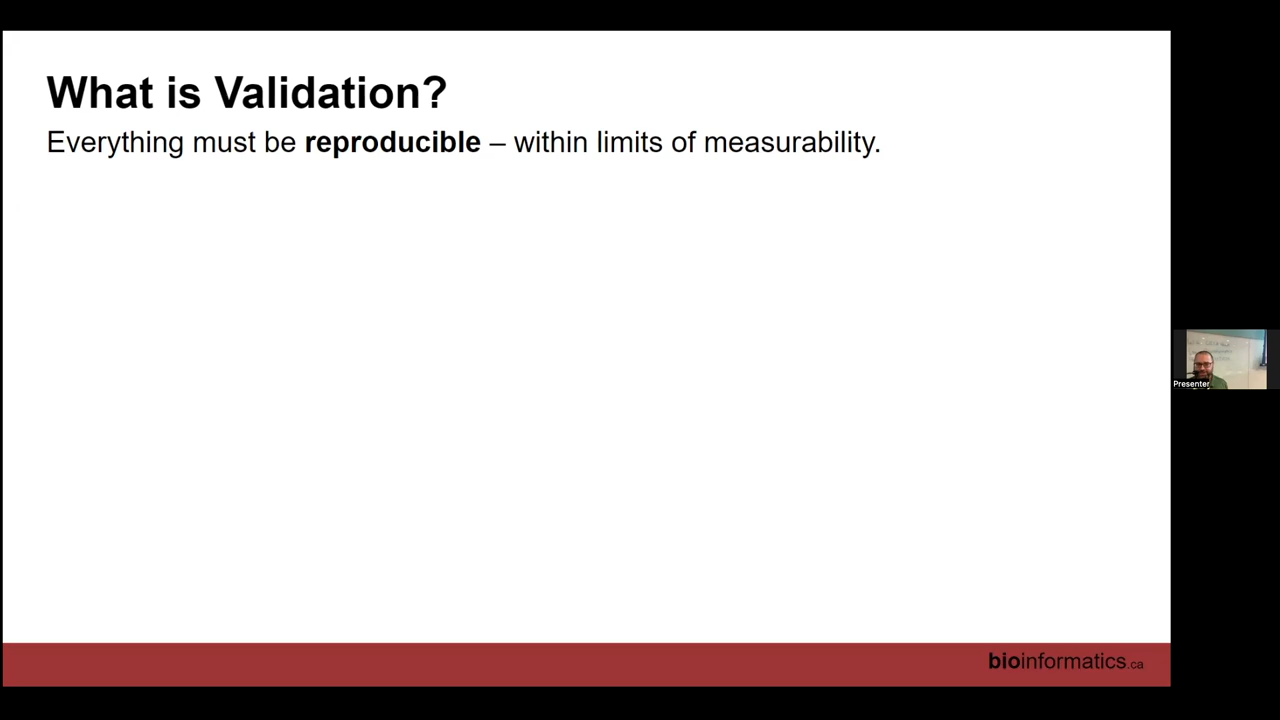 What is Validation?
Everything must be reproducible – within limits of measurability.
Presenter
bioinformatics.ca